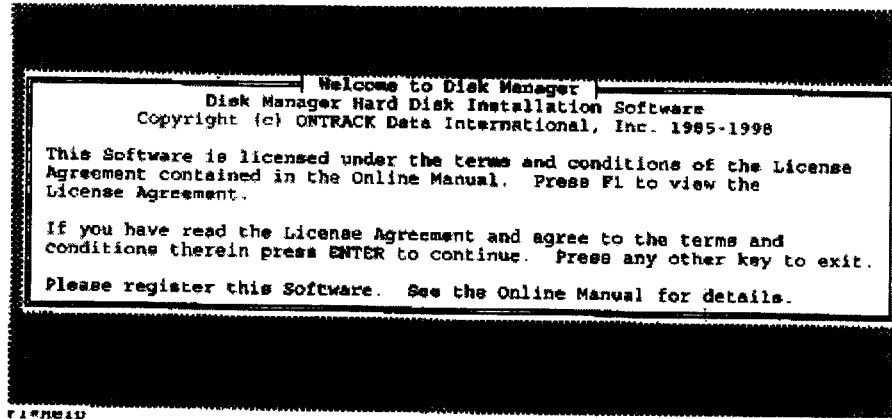 Welcome to Disk Manager
Disk Manager Hard Disk Installation Software
Copyright (c) ONTRACK Data International, Inc. 1985-1998
This Software is licensed under the terms and conditions of the License
Agreement contained in the Online Manual. Press F1 to view the
License Agreement.
If you have read the License Agreement and agree to the terms and
conditions therein press ENTER to continue. Press any other key to exit.
Please register this Software. See the Online Manual for details.
F1=Help